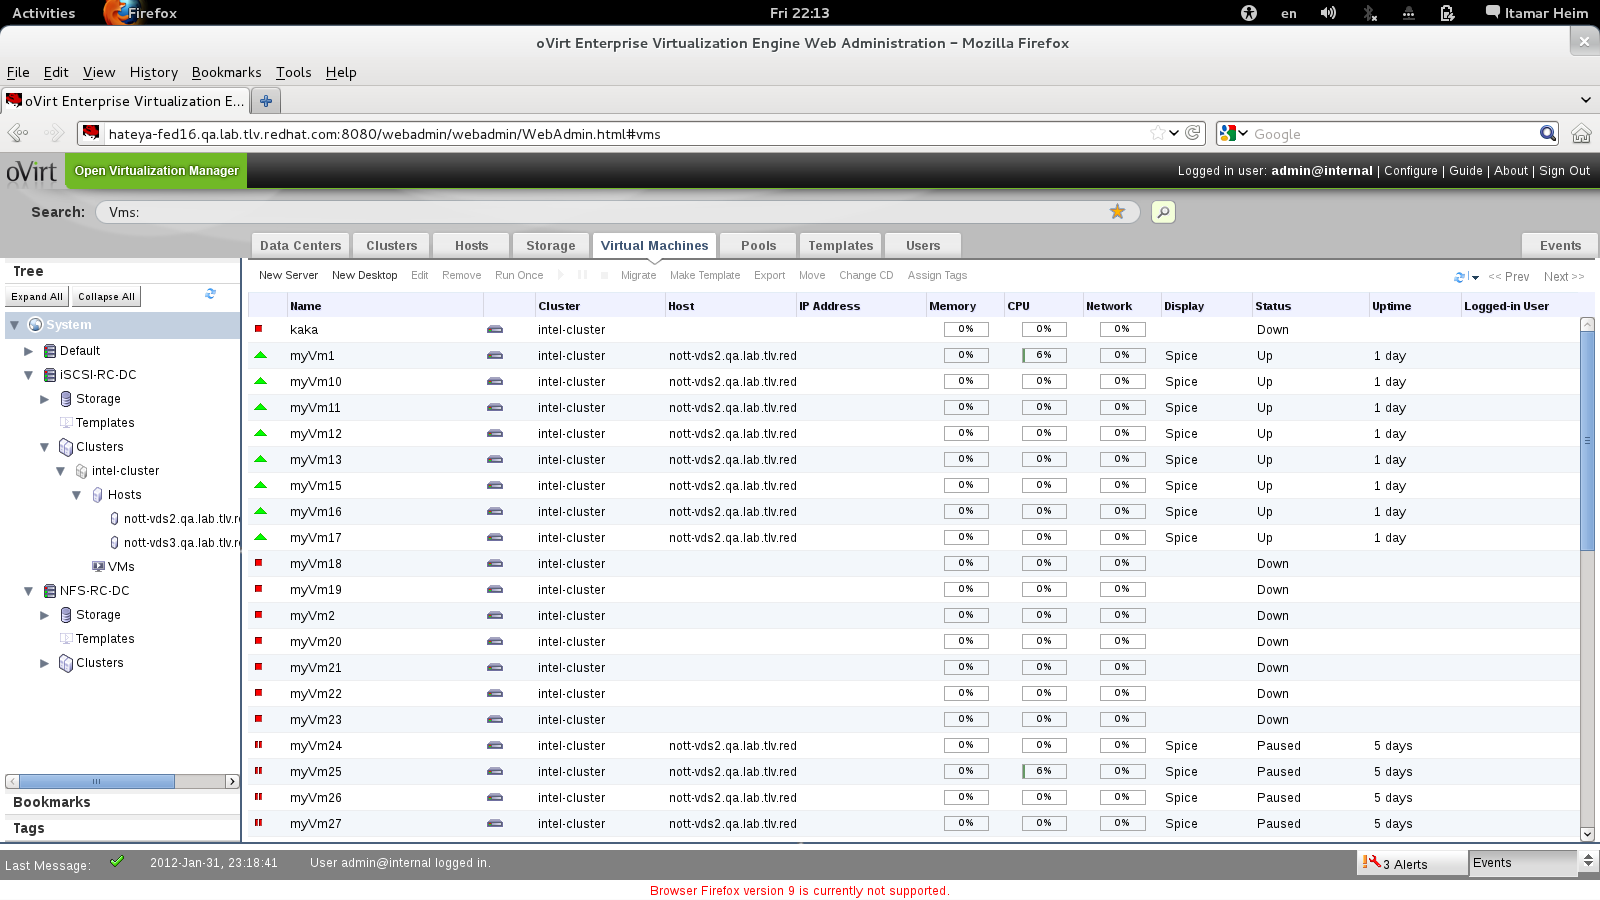 Activities Firefox Fri 22:13 en Itamar Heim
oVirt Enterprise Virtualization Engine Web Administration - Mozilla Firefox
File Edit View History Bookmarks Tools Help
oVirt Enterprise Virtualization E...
hateya-fed16.qa.lab.tlv.redhat.com:8080/webadmin/webadmin/WebAdmin.html#vms Google
oVirt Open Virtualization Manager Logged in user: admin@internal | Configure | Guide | About | Sign Out
Search: Vms:
Data Centers Clusters Hosts Storage Virtual Machines Pools Templates Users Events
Tree
Expand All Collapse All
System
Default
iSCSI-RC-DC
Storage
Templates
Clusters
intel-cluster
Hosts
nott-vds2.qa.lab.tlv.re
nott-vds3.qa.lab.tlv.re
VMs
NFS-RC-DC
Storage
Templates
Clusters
Bookmarks
Tags
New Server New Desktop Edit Remove Run Once Migrate Make Template Export Move Change CD Assign Tags << Prev Next >>
Name Cluster Host IP Address Memory CPU Network Display Status Uptime Logged-in User
kaka intel-cluster 0% 0% 0% Down
myVm1 intel-cluster nott-vds2.qa.lab.tlv.red 0% 6% 0% Spice Up 1 day
myVm10 intel-cluster nott-vds2.qa.lab.tlv.red 0% 0% 0% Spice Up 1 day
myVm11 intel-cluster nott-vds2.qa.lab.tlv.red 0% 0% 0% Spice Up 1 day
myVm12 intel-cluster nott-vds2.qa.lab.tlv.red 0% 0% 0% Spice Up 1 day
myVm13 intel-cluster nott-vds2.qa.lab.tlv.red 0% 0% 0% Spice Up 1 day
myVm15 intel-cluster nott-vds2.qa.lab.tlv.red 0% 0% 0% Spice Up 1 day
myVm16 intel-cluster nott-vds2.qa.lab.tlv.red 0% 0% 0% Spice Up 1 day
myVm17 intel-cluster nott-vds2.qa.lab.tlv.red 0% 0% 0% Spice Up 1 day
myVm18 intel-cluster 0% 0% 0% Down
myVm19 intel-cluster 0% 0% 0% Down
myVm2 intel-cluster 0% 0% 0% Down
myVm20 intel-cluster 0% 0% 0% Down
myVm21 intel-cluster 0% 0% 0% Down
myVm22 intel-cluster 0% 0% 0% Down
myVm23 intel-cluster 0% 0% 0% Down
myVm24 intel-cluster nott-vds2.qa.lab.tlv.red 0% 0% 0% Spice Paused 5 days
myVm25 intel-cluster nott-vds2.qa.lab.tlv.red 0% 6% 0% Spice Paused 5 days
myVm26 intel-cluster nott-vds2.qa.lab.tlv.red 0% 0% 0% Spice Paused 5 days
myVm27 intel-cluster nott-vds2.qa.lab.tlv.red 0% 0% 0% Spice Paused 5 days
Last Message: 2012-Jan-31, 23:18:41 User admin@internal logged in. 3 Alerts Events
Browser Firefox version 9 is currently not supported.